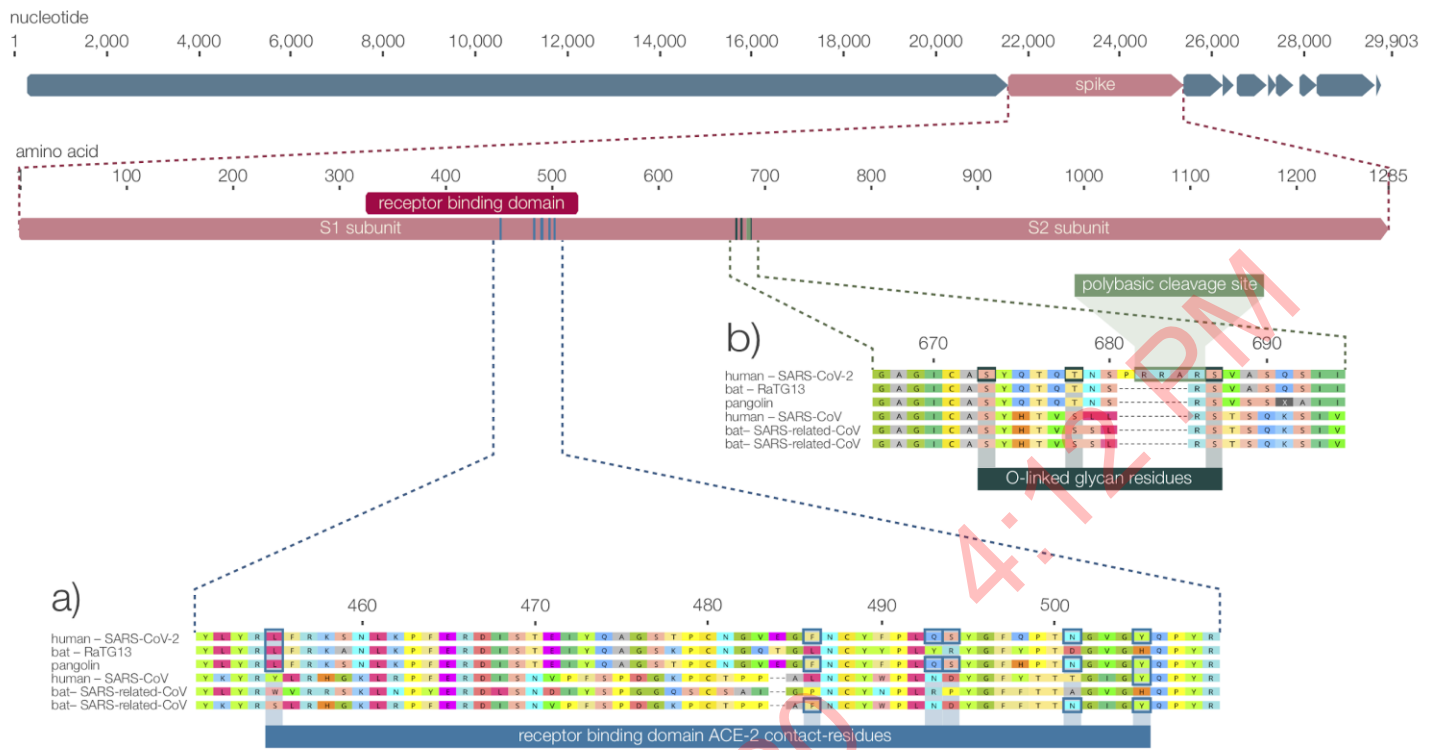 nucleotide
1 2,000 4,000 6,000 8,000 10,000 12,000 14,000 16,000 18,000 20,000 22,000 24,000 26,000 28,000 29,903
spike
amino acid
100 200 300 400 500 600 700 800 900 1000 1100 1200 1285
receptor binding domain
S1 subunit S2 subunit
polybasic cleavage site
b)
670 680 690
human – SARS-CoV-2 G A G I C A S Y Q T Q T N S P R R A R S V A S Q S I I
bat – RaTG13 G A G I C A S Y Q T Q T N S - - - - R S V A S Q S I I
pangolin G A G I C A S Y Q T Q T N S - - - - R S V S S X A I I
human – SARS-CoV G A G I C A S Y H T V S L L - - - - R S T S Q K S I V
bat– SARS-related-CoV G A G I C A S Y H T V S S L - - - - R S T S Q K S I V
bat– SARS-related-CoV G A G I C A S Y H T V S S L - - - - R S T S Q K S I V
O-linked glycan residues
4:12 PM
a)
460 470 480 490 500
human – SARS-CoV-2 Y L Y R L F R K S N L K P F E R D I S T E I Y Q A G S T P C N G V E G F N C Y F P L Q S Y G F Q P T N G V G Y Q P Y R
bat – RaTG13 Y L Y R L F R K A N L K P F E R D I S T E I Y Q A G S K P C N G Q T G L N C Y Y P L Y R Y G F Y P T D G V G H Q P Y R
pangolin Y L Y R L F R K S N L K P F E R D I S T E I Y Q A G S T P C N G V E G F N C Y F P L Q S Y G F H P T N G V G Y Q P Y R
human – SARS-CoV Y K Y R Y L R H G K L R P F E R D I S N V P F S P D G K P C T P P - A L N C Y W P L N D Y G F Y T T T G I G Y Q P Y R
bat– SARS-related-CoV Y L Y R W V R R S K L N P Y E R D L S N D I Y S P G G Q S C S A I - G P N C Y N P L R P Y G F F T T A G V G H Q P Y R
bat– SARS-related-CoV Y K Y R S L R H G K L R P F E R D I S N V P F S P D G K P C T P P - A F N C Y W P L N D Y G F F T T N G I G Y Q P Y R
receptor binding domain ACE-2 contact-residues